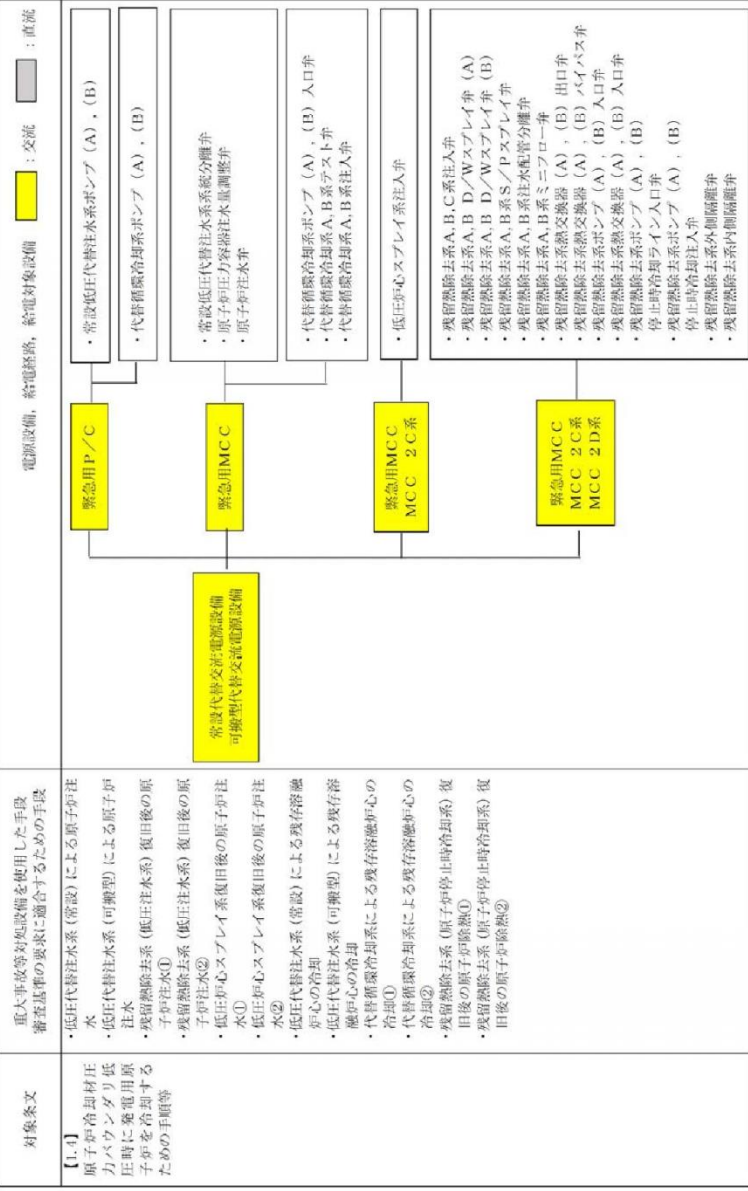 対象条文
重大事故等対処設備を使用した手段
審査基準の要求に適合するための手段
電源設備，給電経路，給電対象設備
：交流
：直流
【1.4】
原子炉冷却材圧
力バウンダリ低
圧時に発電用原
子炉を冷却する
ための手順等
・低圧代替注水系（常設）による原子炉注
水
・低圧代替注水系（可搬型）による原子炉
注水
・残留熱除去系（低圧注水系）復旧後の原
子炉注水①
・残留熱除去系（低圧注水系）復旧後の原
子炉注水②
・低圧炉心スプレイ系復旧後の原子炉注
水①
・低圧炉心スプレイ系復旧後の原子炉注
水②
・低圧代替注水系（常設）による残存溶融
炉心の冷却
・低圧代替注水系（可搬型）による残存溶
融炉心の冷却
・代替循環冷却系による残存溶融炉心の
冷却①
・代替循環冷却系による残存溶融炉心の
冷却②
・残留熱除去系（原子炉停止時冷却系）復
旧後の原子炉除熱①
・残留熱除去系（原子炉停止時冷却系）復
旧後の原子炉除熱②
常設代替交流電源設備
可搬型代替交流電源設備
緊急用Ｐ／Ｃ
・常設低圧代替注水系ポンプ（Ａ），（Ｂ）
・代替循環冷却系ポンプ（Ａ），（Ｂ）
緊急用ＭＣＣ
・常設低圧代替注水系系統分離弁
・原子炉圧力容器注水量調整弁
・原子炉注水弁
・代替循環冷却系ポンプ（Ａ），（Ｂ）入口弁
・代替循環冷却系A,B系テスト弁
・代替循環冷却系A,B系注入弁
緊急用ＭＣＣ
ＭＣＣ　２Ｃ系
・低圧炉心スプレイ系注入弁
緊急用ＭＣＣ
ＭＣＣ　２Ｃ系
ＭＣＣ　２Ｄ系
・残留熱除去系A,B,C系注入弁
・残留熱除去系A,B　Ｄ／Ｗスプレイ弁（Ａ）
・残留熱除去系A,B　Ｄ／Ｗスプレイ弁（Ｂ）
・残留熱除去系A,B系Ｓ／Ｐスプレイ弁
・残留熱除去系A,B系注水配管分離弁
・残留熱除去系A,B系ミニフロー弁
・残留熱除去系熱交換器（Ａ），（Ｂ）出口弁
・残留熱除去系熱交換器（Ａ），（Ｂ）バイパス弁
・残留熱除去系ポンプ（Ａ），（Ｂ）入口弁
・残留熱除去系熱交換器（Ａ），（Ｂ）入口弁
・残留熱除去系ポンプ（Ａ），（Ｂ）
停止時冷却ライン入口弁
・残留熱除去系ポンプ（Ａ），（Ｂ）
停止時冷却注入弁
・残留熱除去系外側隔離弁
・残留熱除去系内側隔離弁